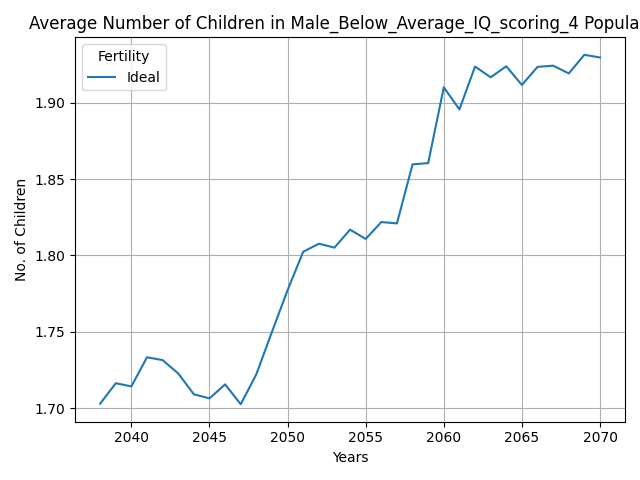 Average Number of Children in Male_Below_Average_IQ_scoring_4 Popula
Fertility
Ideal
No. of Children
1.90
1.85
1.80
1.75
1.70
2040 2045 2050 2055 2060 2065 2070
Years